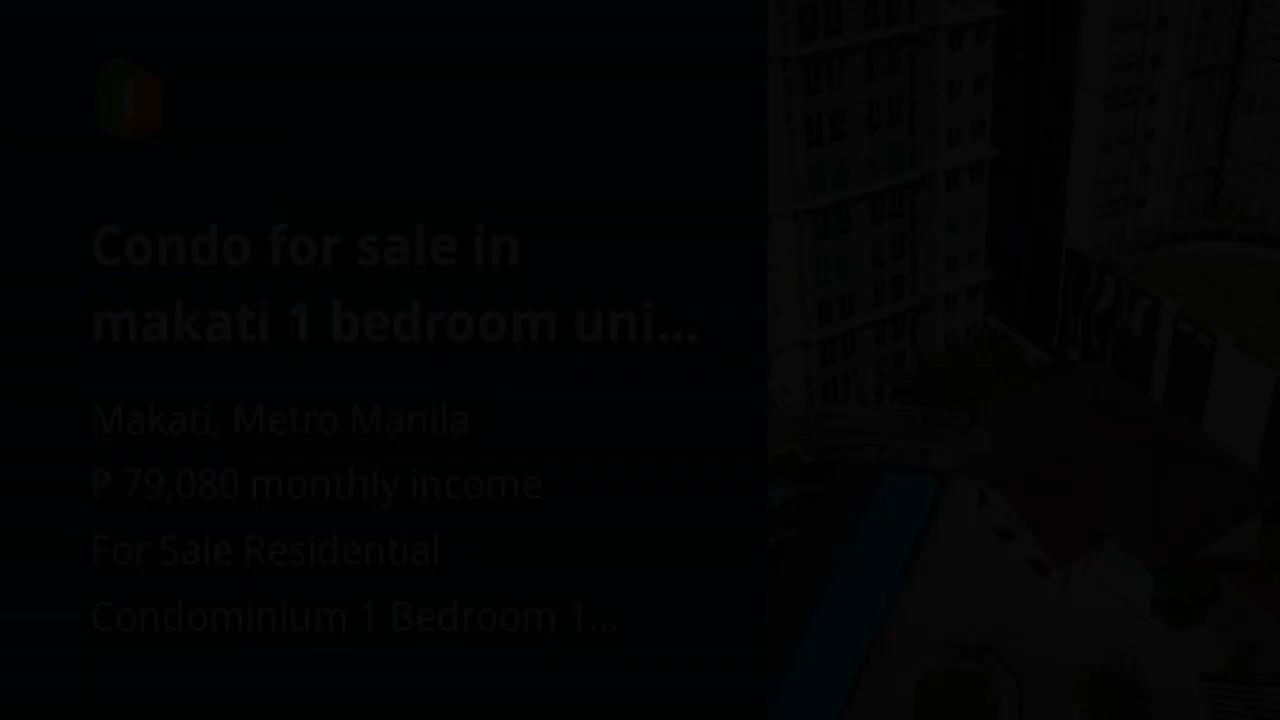 Condo for sale in
makati 1 bedroom uni...
Makati, Metro Manila
₱ 79,080 monthly income
For Sale Residential
Condominium 1 Bedroom 1...